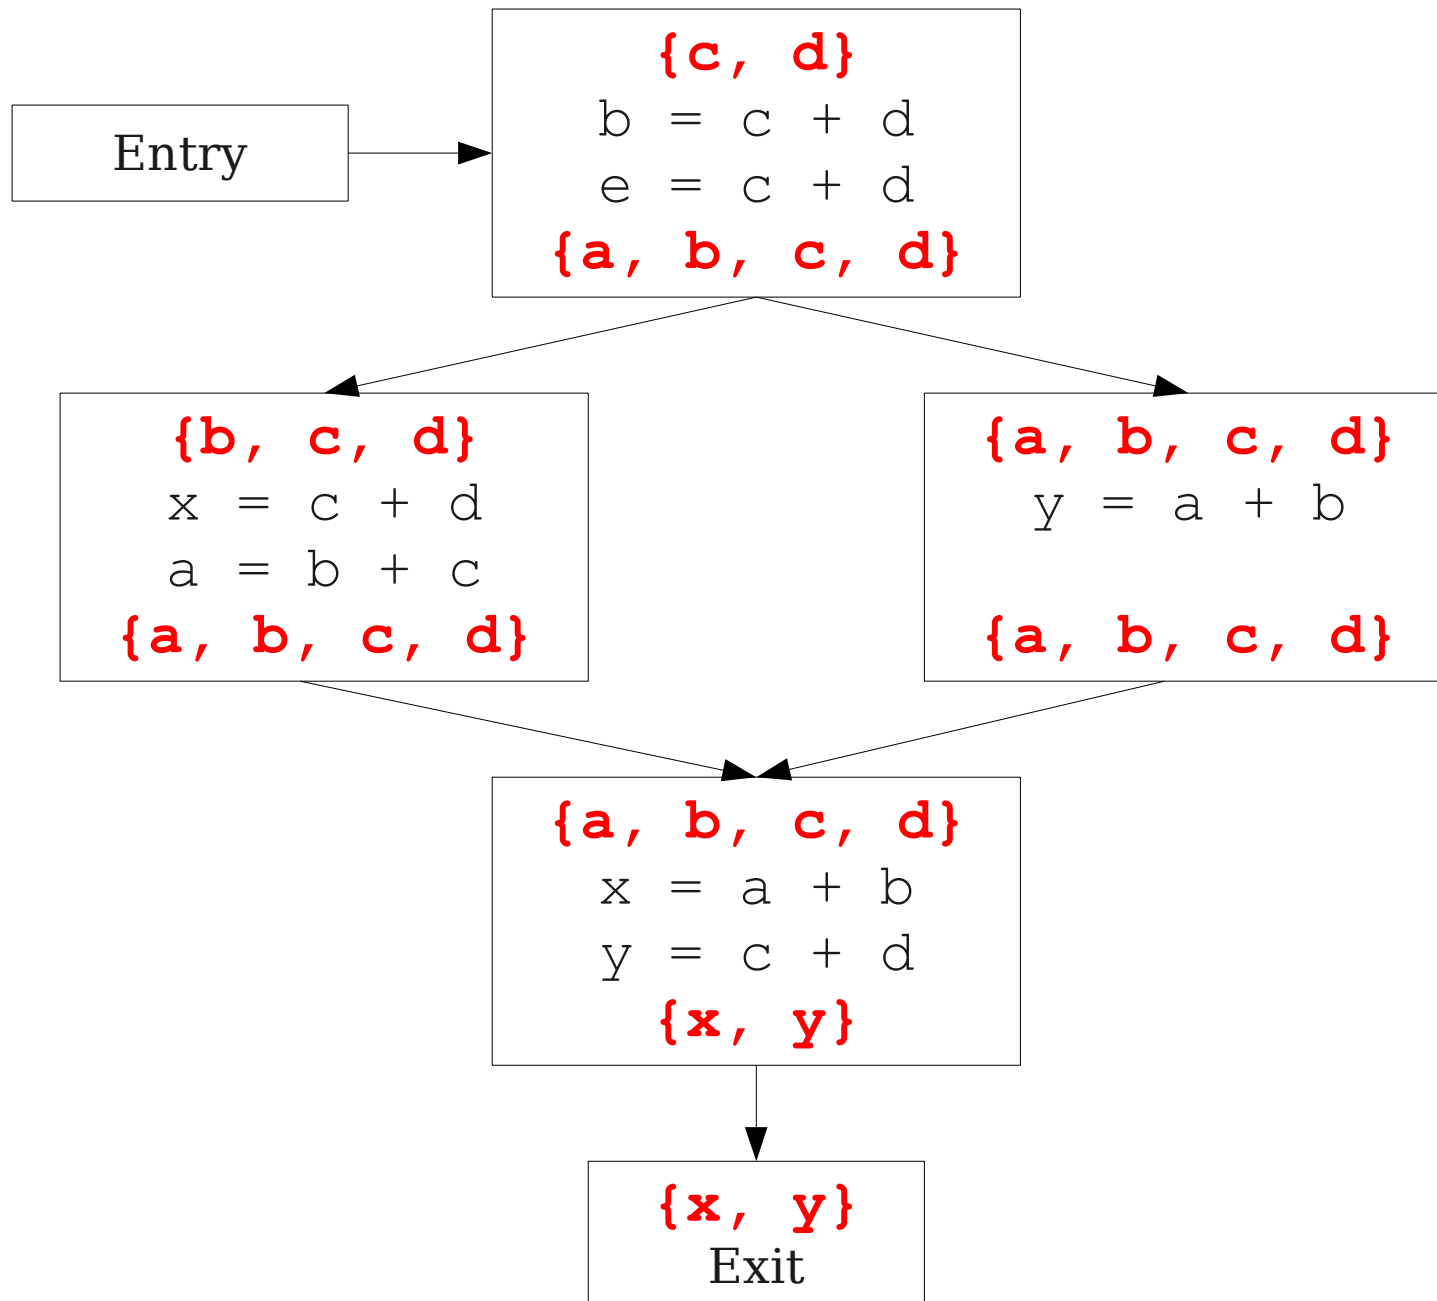 Entry
{c, d}
b = c + d
e = c + d
{a, b, c, d}
{b, c, d}
x = c + d
a = b + c
{a, b, c, d}
{a, b, c, d}
y = a + b
{a, b, c, d}
{a, b, c, d}
x = a + b
y = c + d
{x, y}
{x, y}
Exit